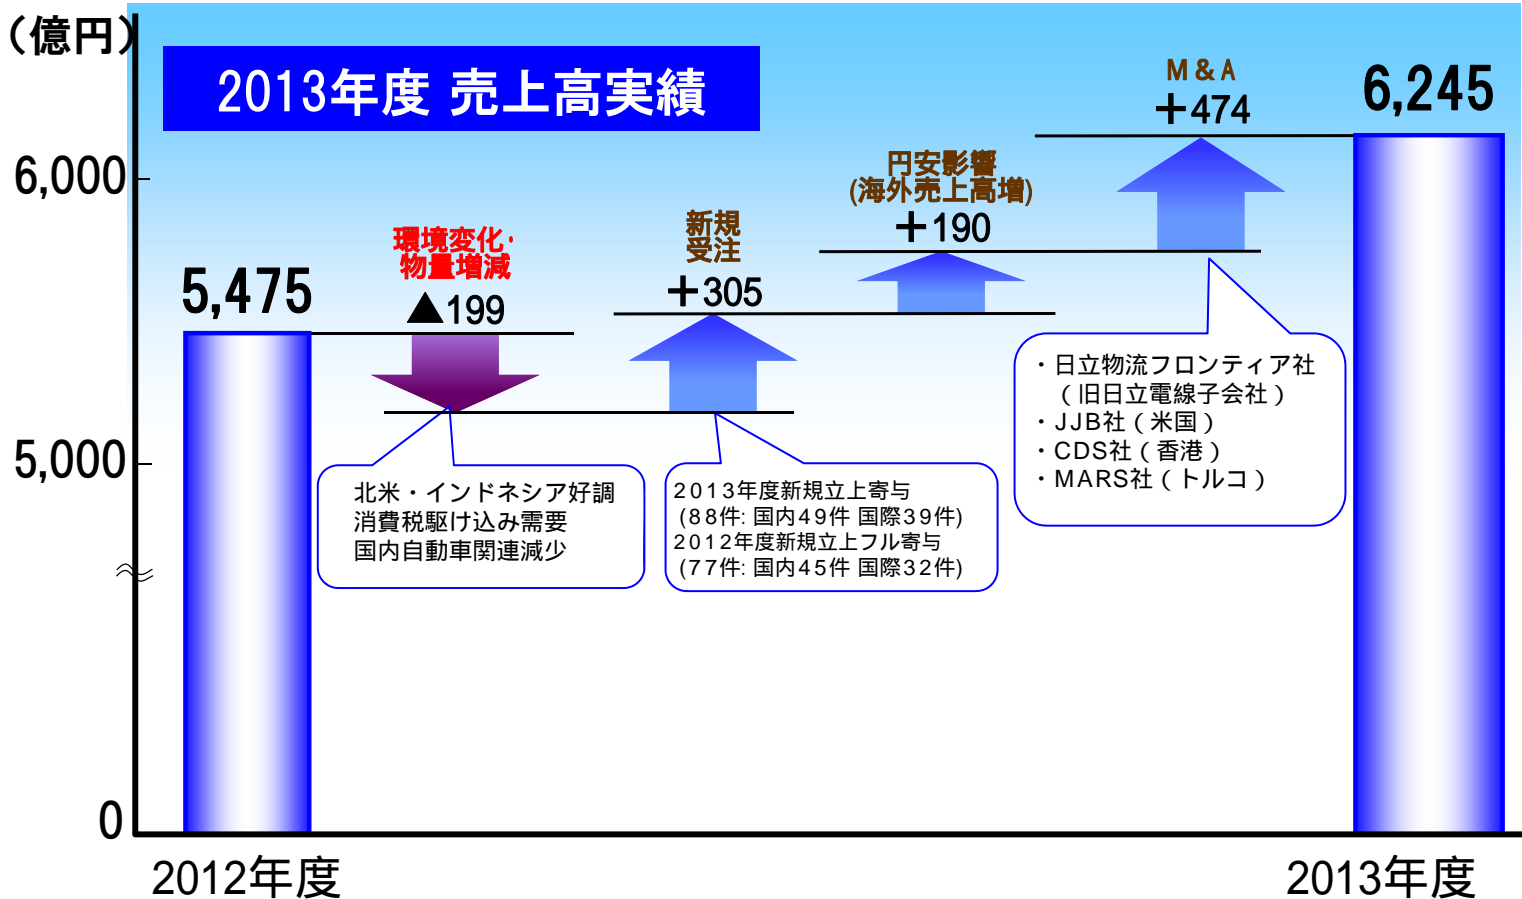 （億円）
2013年度 売上高実績
6,000
5,000
0
5,475
環境変化・
物量増減
▲199
新規
受注
＋305
円安影響
(海外売上高増)
＋190
M＆A
＋474
6,245
北米・インドネシア好調
消費税駆け込み需要
国内自動車関連減少
2013年度新規立上寄与
(88件: 国内49件 国際39件)
2012年度新規立上フル寄与
(77件: 国内45件 国際32件)
・日立物流フロンティア社
（旧日立電線子会社）
・JJB社（米国）
・CDS社（香港）
・MARS社（トルコ）
2012年度
2013年度